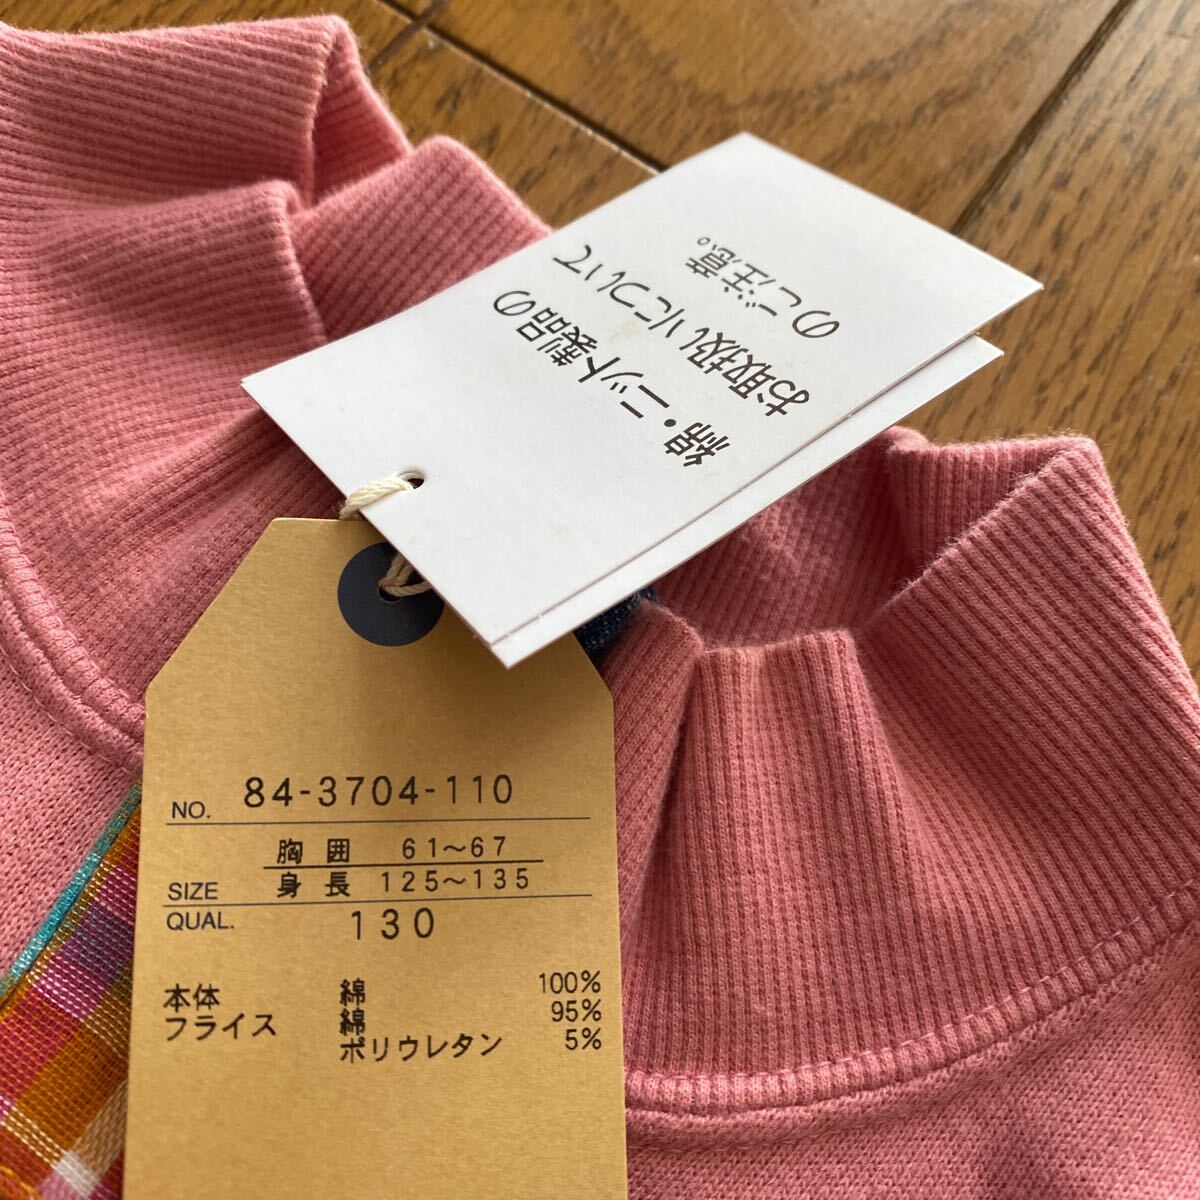 綿・ニット製品の
お取扱いについて
のご注意。
NO. 84-3704-110
胸囲 61〜67
SIZE 身長 125〜135
QUAL. 130
本体 綿 100%
フライス 綿 95%
ポリウレタン 5%